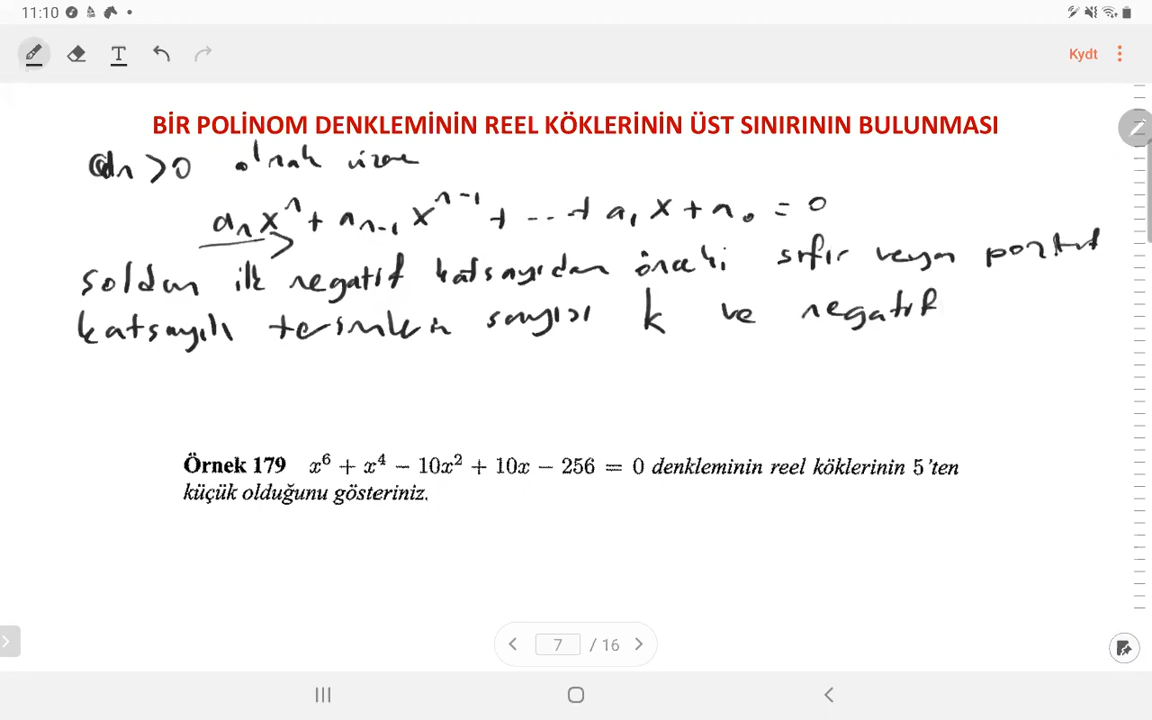 11:10
T
Kydt
BİR POLİNOM DENKLEMİNİN REEL KÖKLERİNİN ÜST SINIRININ BULUNMASI
aₙ > 0 olmak üzere
aₙxⁿ + aₙ₋₁xⁿ⁻¹ + ... + a₁x + a₀ = 0
soldan ilk negatif katsayıdan önceki sıfır veya pozitif
katsayılı terimlerin sayısı k ve negatif
Örnek 179 x⁶ + x⁴ − 10x² + 10x − 256 = 0 denkleminin reel köklerinin 5'ten
küçük olduğunu gösteriniz.
7 / 16